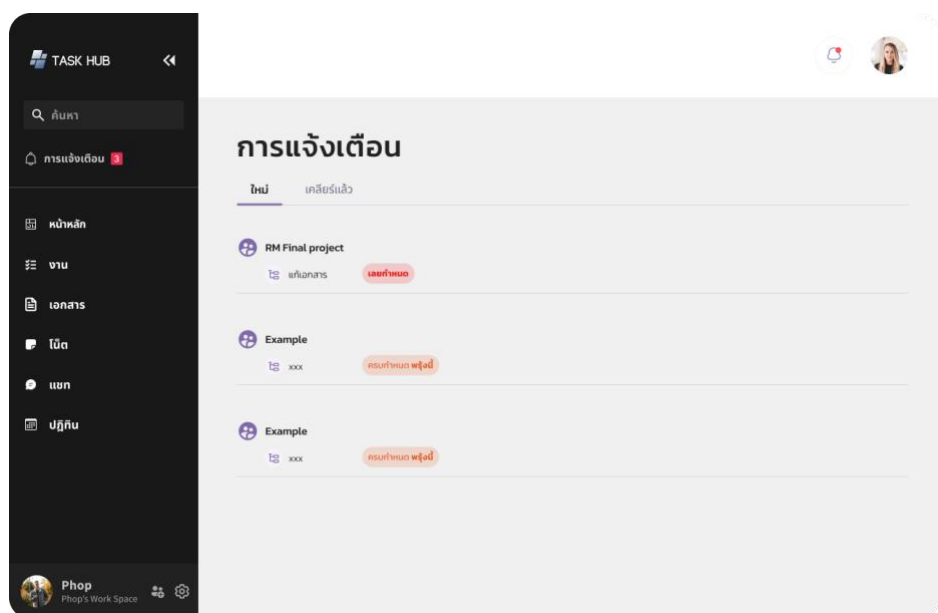 TASK HUB
ค้นหา
การแจ้งเตือน 3
หน้าหลัก
งาน
เอกสาร
โน๊ต
แชท
ปฏิทิน
Phop
Phop's Work Space
การแจ้งเตือน
ใหม่ เคลียร์แล้ว
RM Final project
แก้เอกสาร เลยกำหนด
Example
xxx ครบกำหนด พรุ้งนี้
Example
xxx ครบกำหนด พรุ้งนี้